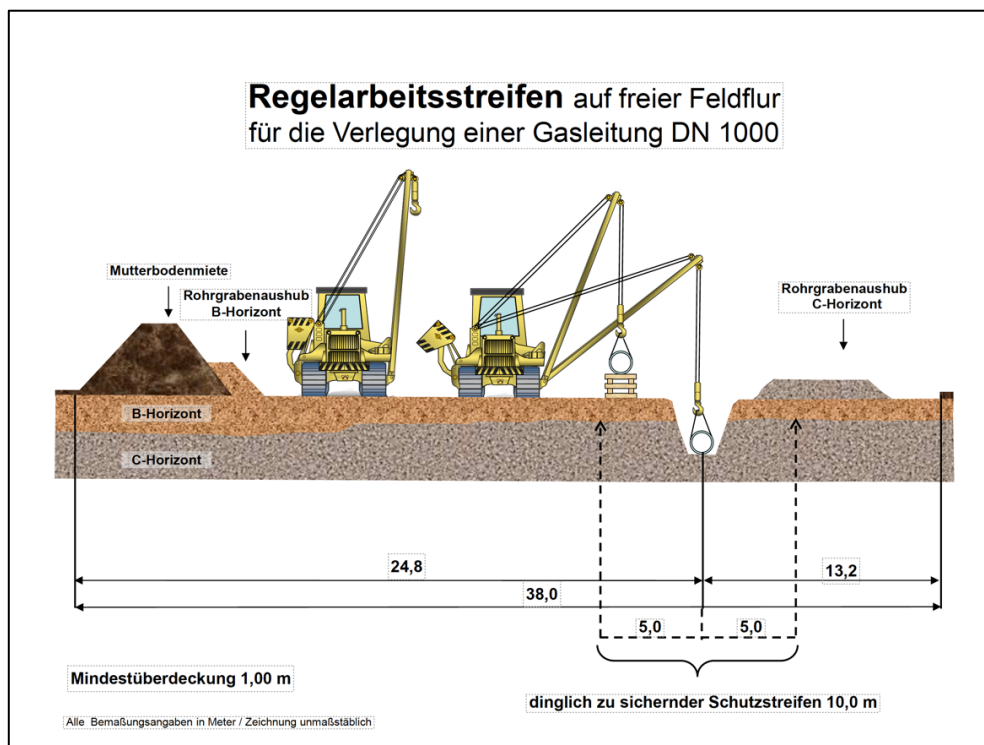 Regelarbeitsstreifen auf freier Feldflur
für die Verlegung einer Gasleitung DN 1000
Mutterbodenmiete
Rohrgrabenaushub
B-Horizont
Rohrgrabenaushub
C-Horizont
B-Horizont
C-Horizont
24,8
13,2
38,0
5,0
5,0
Mindestüberdeckung 1,00 m
dinglich zu sichernder Schutzstreifen 10,0 m
Alle Bemaßungsangaben in Meter / Zeichnung unmaßstäblich